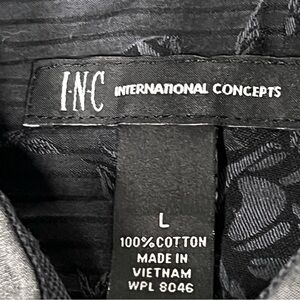 I·N·C INTERNATIONAL CONCEPTS
L
100% COTTON
MADE IN
VIETNAM
WPL 8046